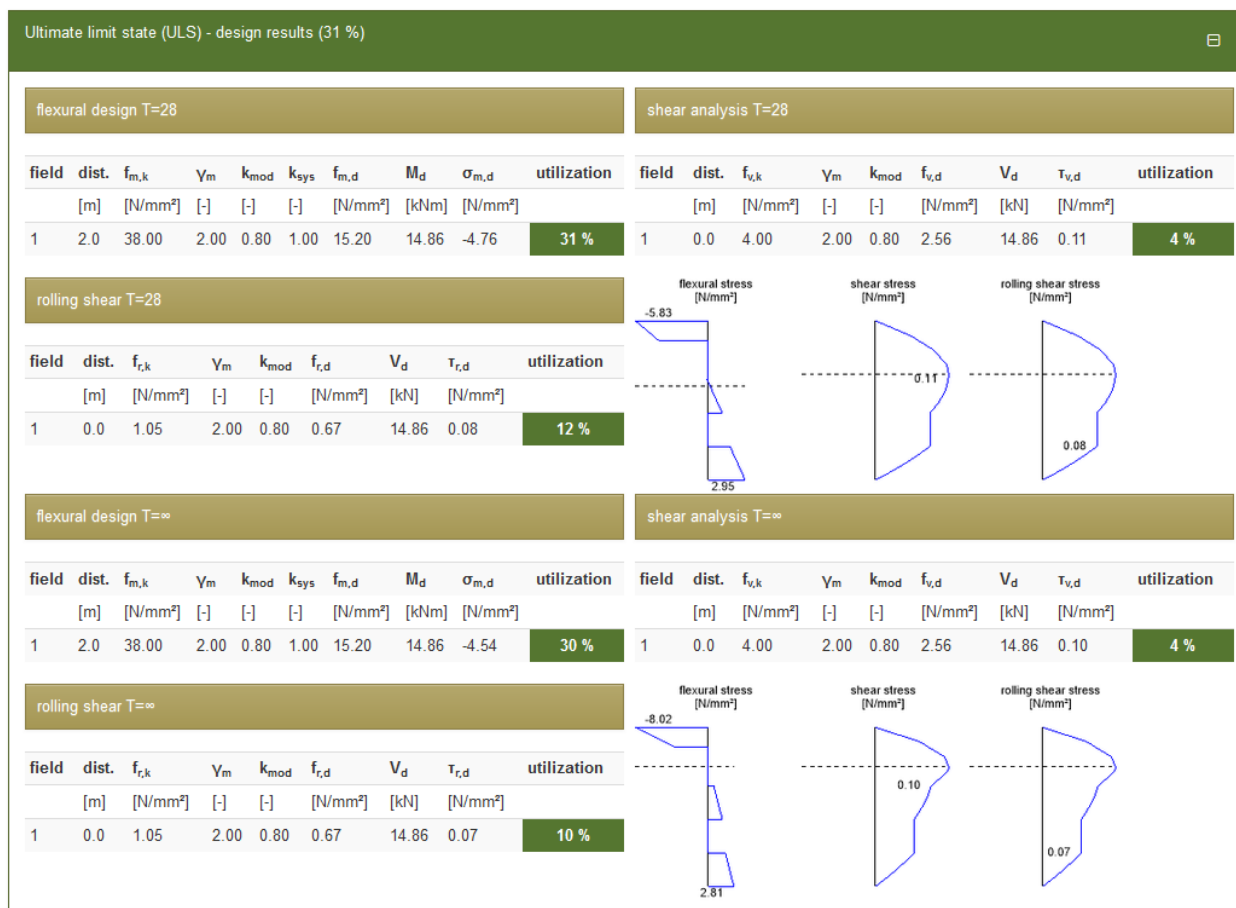 Ultimate limit state (ULS) - design results (31 %)
flexural design T=28
field dist. fm,k γm kmod ksys fm,d Md σm,d utilization
[m] [N/mm²] [-] [-] [-] [N/mm²] [kNm] [N/mm²]
1 2.0 38.00 2.00 0.80 1.00 15.20 14.86 -4.76 31 %
shear analysis T=28
field dist. fv,k γm kmod fv,d Vd τv,d utilization
[m] [N/mm²] [-] [-] [N/mm²] [kN] [N/mm²]
1 0.0 4.00 2.00 0.80 2.56 14.86 0.11 4 %
rolling shear T=28
field dist. fr,k γm kmod fr,d Vd τr,d utilization
[m] [N/mm²] [-] [-] [N/mm²] [kN] [N/mm²]
1 0.0 1.05 2.00 0.80 0.67 14.86 0.08 12 %
flexural stress
[N/mm²]
-5.83
2.95
shear stress
[N/mm²]
0.11
rolling shear stress
[N/mm²]
0.08
flexural design T=∞
field dist. fm,k γm kmod ksys fm,d Md σm,d utilization
[m] [N/mm²] [-] [-] [-] [N/mm²] [kNm] [N/mm²]
1 2.0 38.00 2.00 0.80 1.00 15.20 14.86 -4.54 30 %
shear analysis T=∞
field dist. fv,k γm kmod fv,d Vd τv,d utilization
[m] [N/mm²] [-] [-] [N/mm²] [kN] [N/mm²]
1 0.0 4.00 2.00 0.80 2.56 14.86 0.10 4 %
rolling shear T=∞
field dist. fr,k γm kmod fr,d Vd τr,d utilization
[m] [N/mm²] [-] [-] [N/mm²] [kN] [N/mm²]
1 0.0 1.05 2.00 0.80 0.67 14.86 0.07 10 %
flexural stress
[N/mm²]
-8.02
2.81
shear stress
[N/mm²]
0.10
rolling shear stress
[N/mm²]
0.07